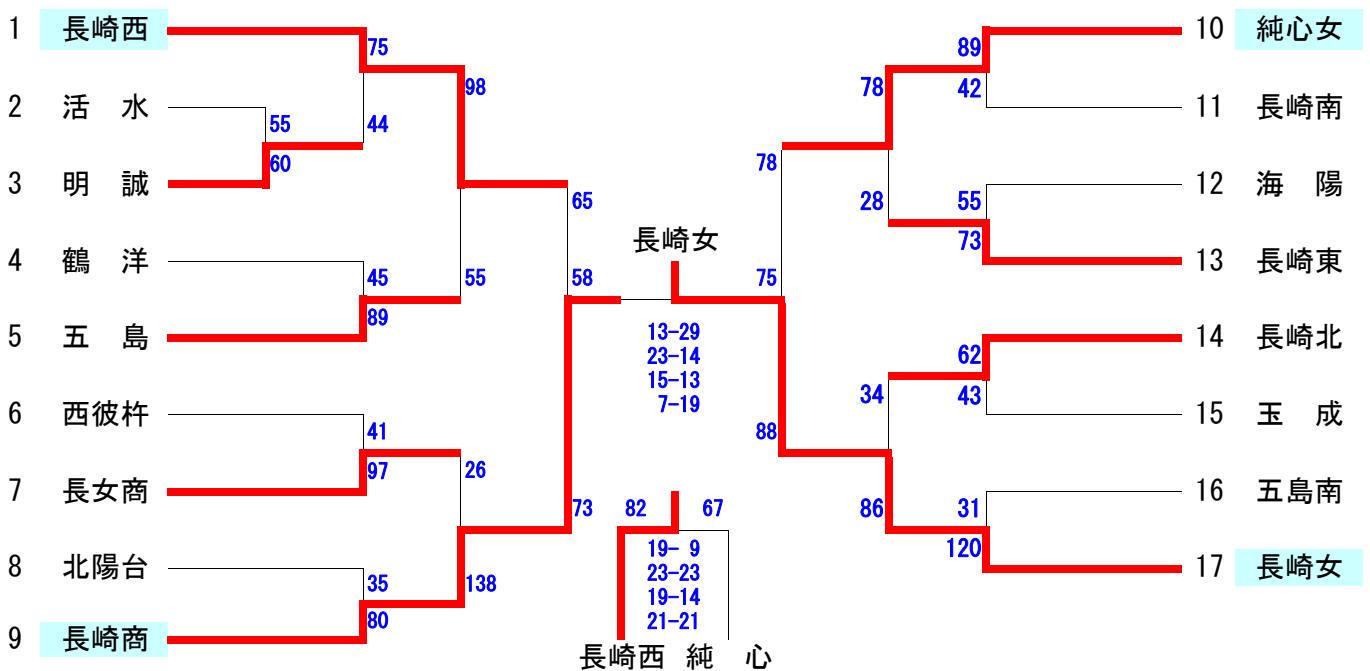 1 長崎西
2 活 水
3 明 誠
4 鶴 洋
5 五 島
6 西彼杵
7 長女商
8 北陽台
9 長崎商
75
44
55
60
98
55
45
89
41
97
26
138
35
80
65
58
73
長崎女
13-29
23-14
15-13
7-19
82 67
19- 9
23-23
19-14
21-21
長崎西 純 心
78
75
88
78
28
34
86
89
42
55
73
62
43
31
120
10 純心女
11 長崎南
12 海 陽
13 長崎東
14 長崎北
15 玉 成
16 五島南
17 長崎女